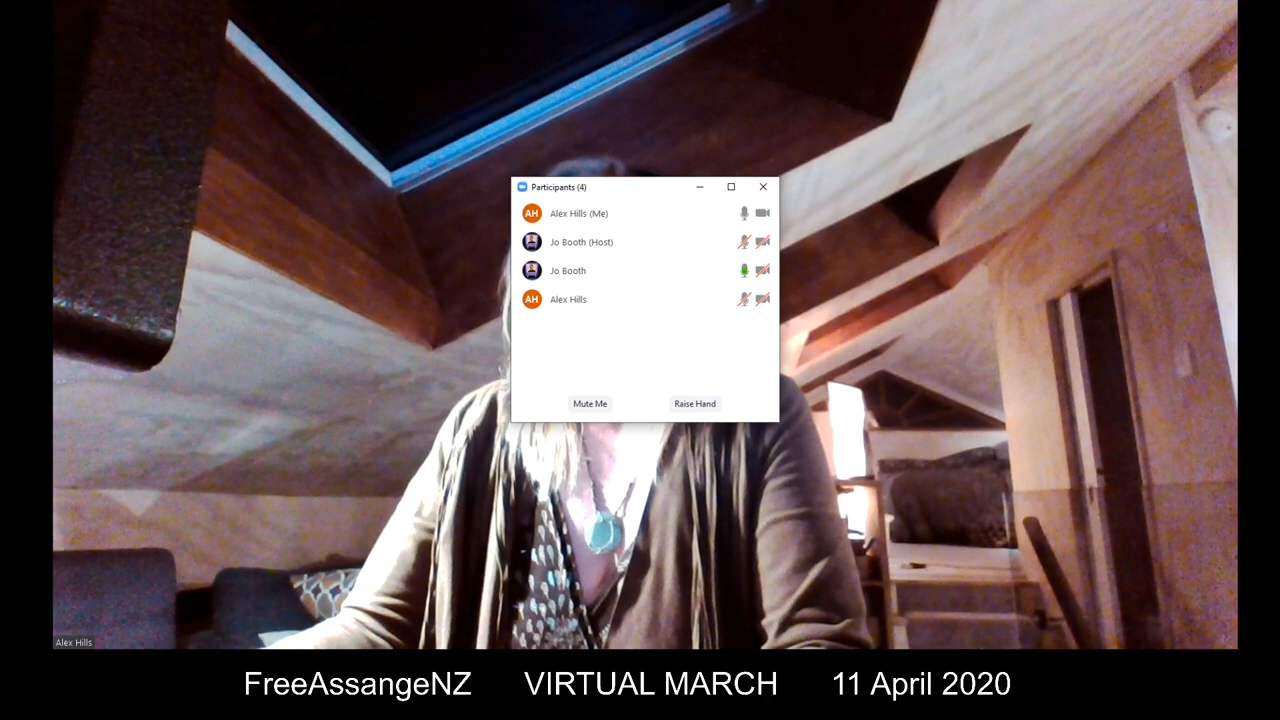 Participants (4)
AH Alex Hills (Me)
Jo Booth (Host)
Jo Booth
AH Alex Hills
Mute Me Raise Hand
Alex Hills
FreeAssangeNZ VIRTUAL MARCH 11 April 2020